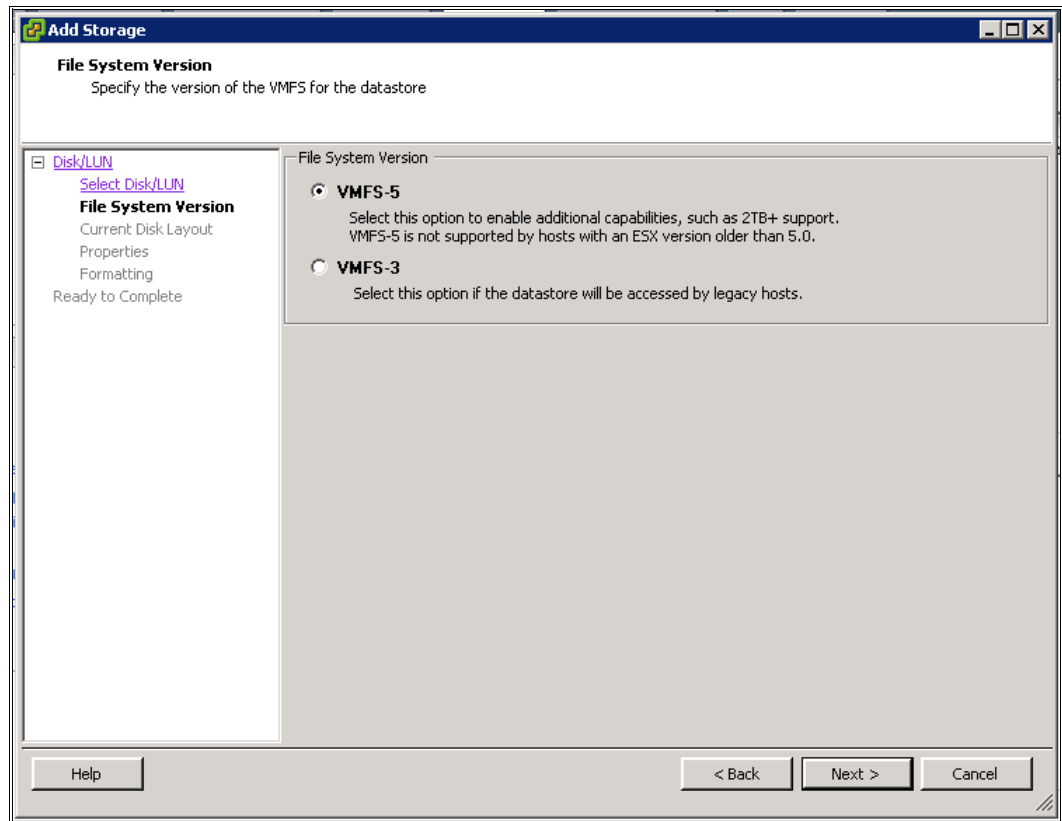 Add Storage
File System Version
Specify the version of the VMFS for the datastore
Disk/LUN
Select Disk/LUN
File System Version
Current Disk Layout
Properties
Formatting
Ready to Complete
File System Version
VMFS-5
Select this option to enable additional capabilities, such as 2TB+ support.
VMFS-5 is not supported by hosts with an ESX version older than 5.0.
VMFS-3
Select this option if the datastore will be accessed by legacy hosts.
Help
< Back
Next >
Cancel